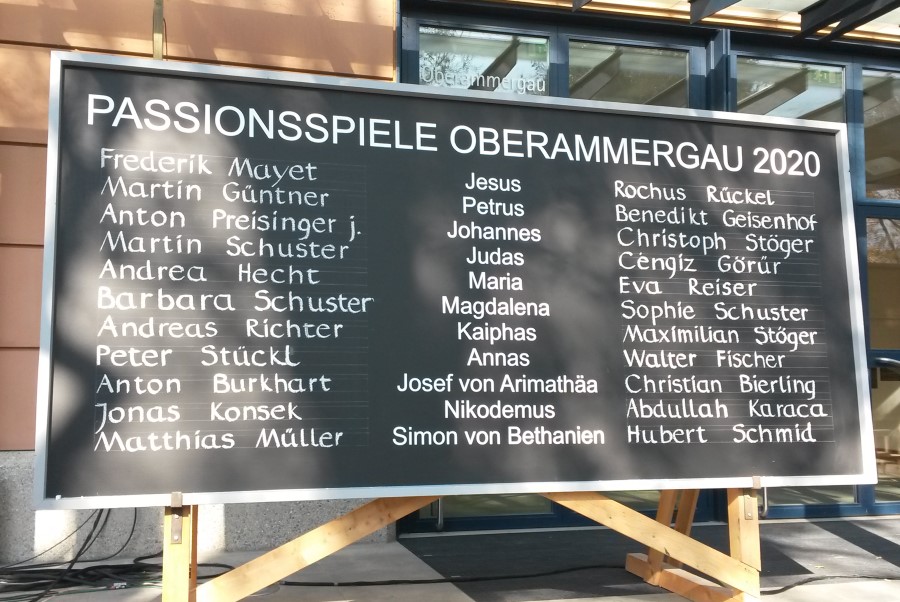 Oberammergau
PASSIONSSPIELE OBERAMMERGAU 2020
Frederik Mayet Jesus Rochus Rückel
Martin Güntner Petrus Benedikt Geisenhof
Anton Preisinger j. Johannes Christoph Stöger
Martin Schuster Judas Cengiz Görür
Andrea Hecht Maria Eva Reiser
Barbara Schuster Magdalena Sophie Schuster
Andreas Richter Kaiphas Maximilian Stöger
Peter Stückl Annas Walter Fischer
Anton Burkhart Josef von Arimathäa Christian Bierling
Jonas Konsek Nikodemus Abdullah Karaca
Matthias Müller Simon von Bethanien Hubert Schmid